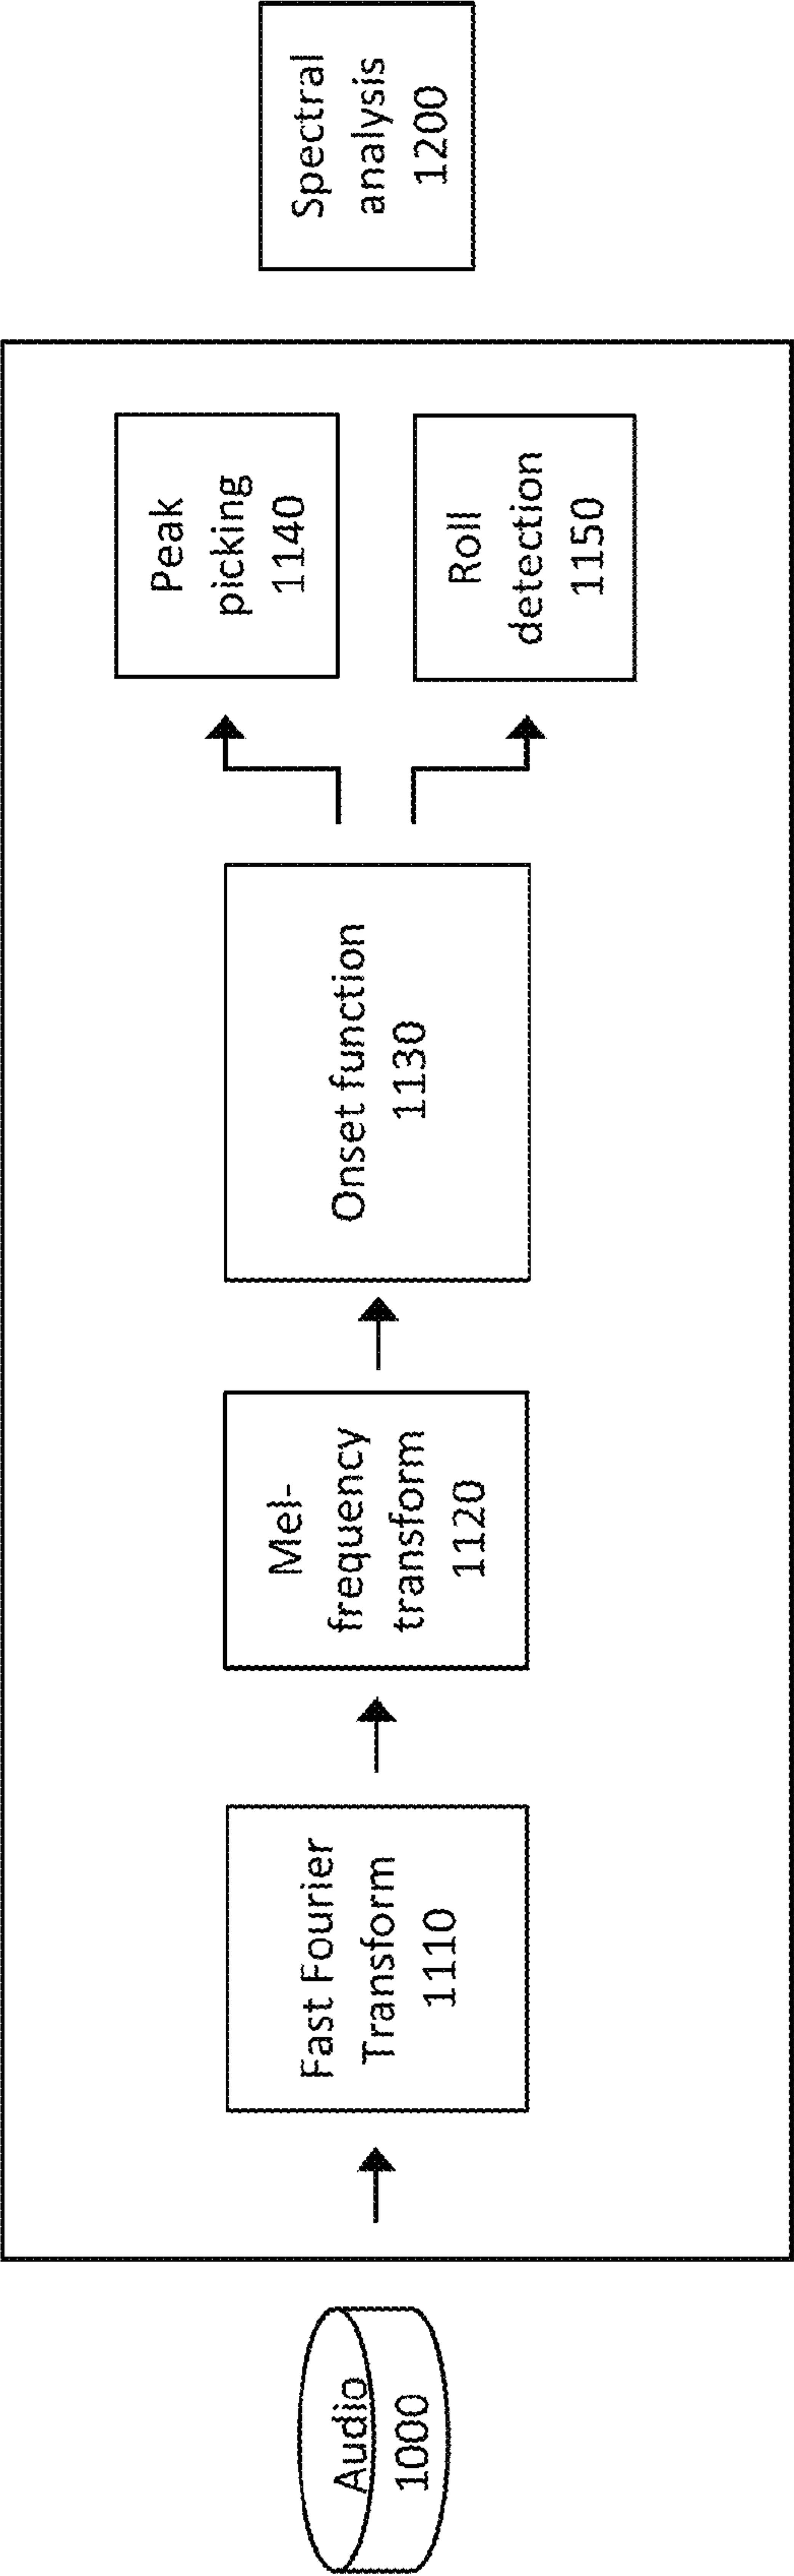 Audio
1000
Fast Fourier
Transform
1110
Mel-
frequency
transform
1120
Onset function
1130
Peak
picking
1140
Roll
detection
1150
Spectral
analysis
1200